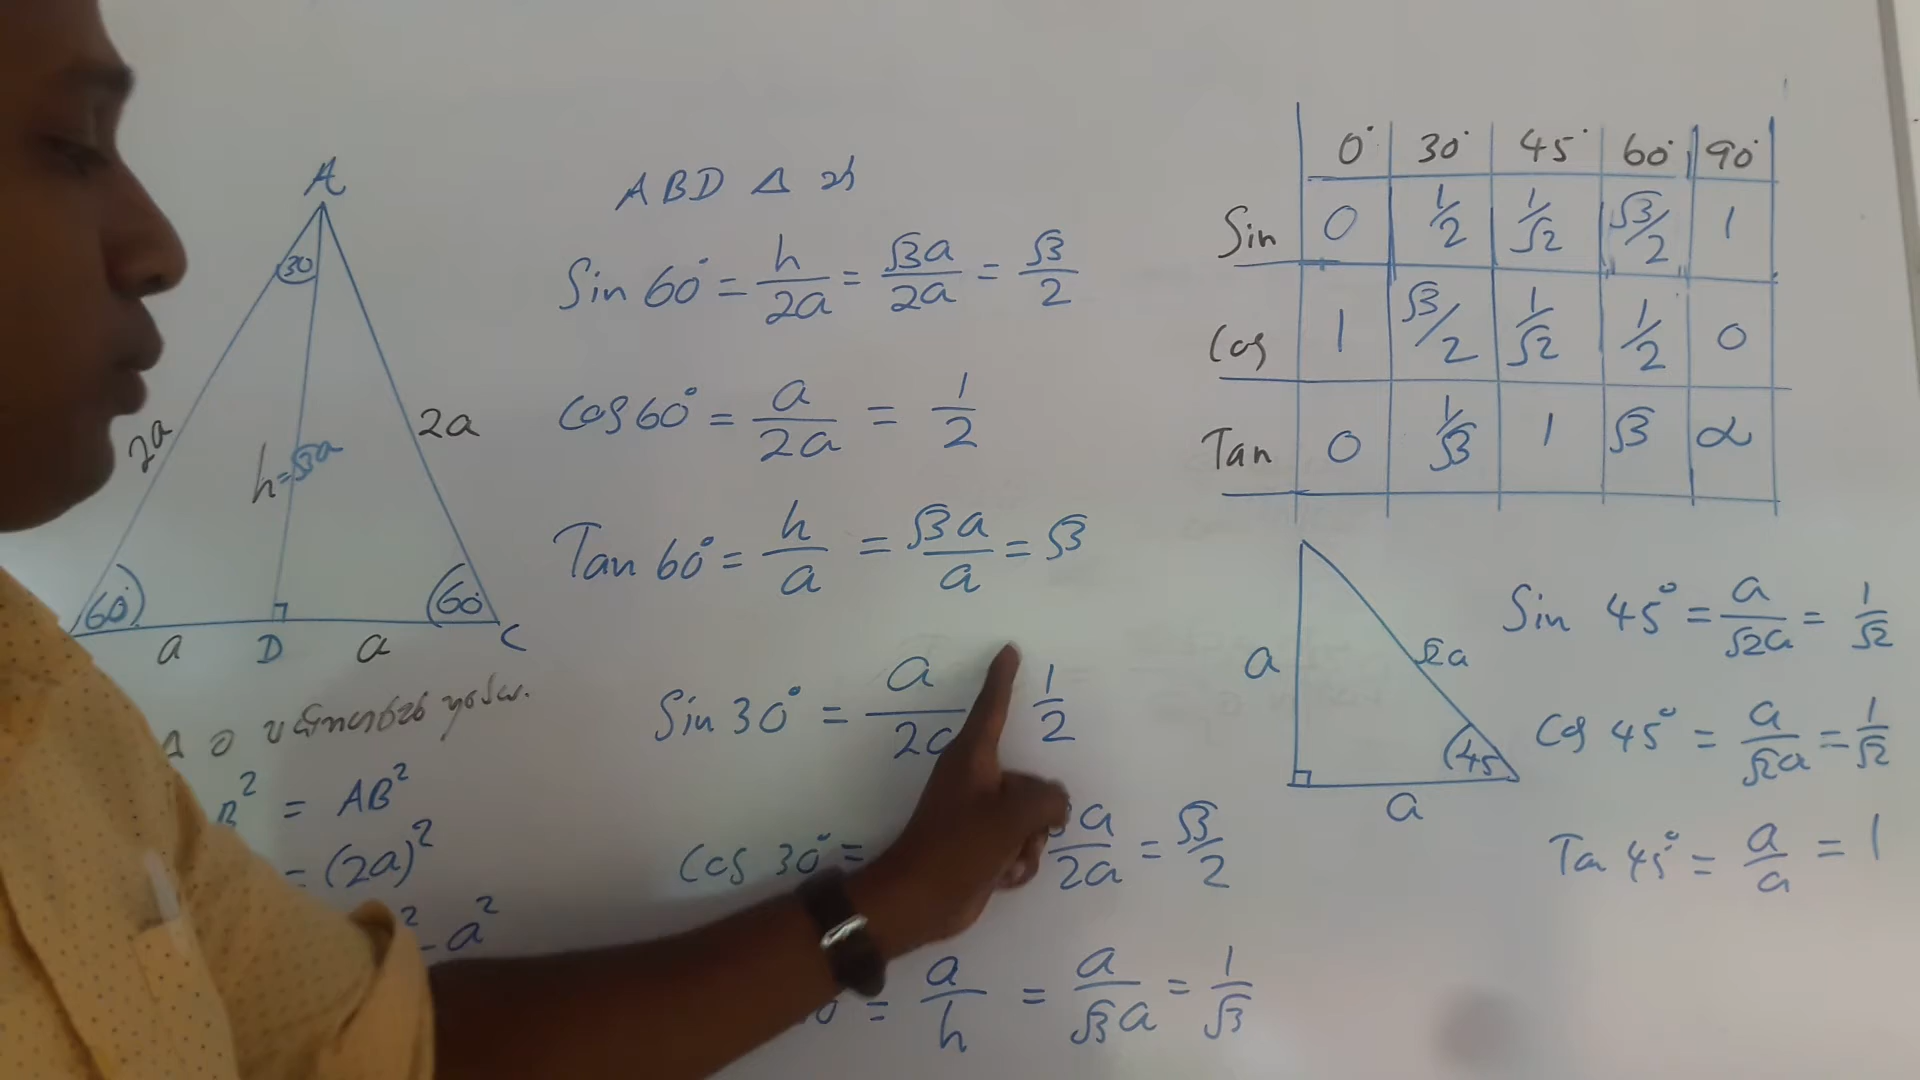 A
30
2a
2a
h=√3a
60
60
a
D
a
C
B² = AB²
= (2a)²
² - a²
ABD Δ
Sin 60° = h/2a = √3a/2a = √3/2
Cos 60° = a/2a = 1/2
Tan 60° = h/a = √3a/a = √3
Sin 30° = a/2a 1/2
Cos 30° = √3a/2a = √3/2
= a/h = a/√3a = 1/√3
0° 30° 45° 60° 90°
Sin 0 1/2 1/√2 √3/2 1
Cos 1 √3/2 1/√2 1/2 0
Tan 0 1/√3 1 √3 α
a
√2a
45
a
Sin 45° = a/√2a = 1/√2
Cos 45° = a/√2a = 1/√2
Ta 45° = a/a = 1